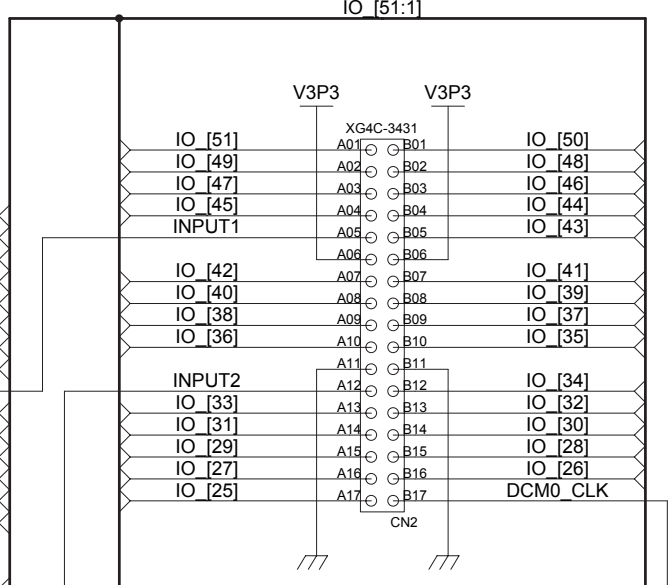 IO_[51:1]
V3P3 V3P3
XG4C-3431
IO_[51] A01 B01 IO_[50]
IO_[49] A02 B02 IO_[48]
IO_[47] A03 B03 IO_[46]
IO_[45] A04 B04 IO_[44]
INPUT1 A05 B05 IO_[43]
A06 B06
IO_[42] A07 B07 IO_[41]
IO_[40] A08 B08 IO_[39]
IO_[38] A09 B09 IO_[37]
IO_[36] A10 B10 IO_[35]
A11 B11
INPUT2 A12 B12 IO_[34]
IO_[33] A13 B13 IO_[32]
IO_[31] A14 B14 IO_[30]
IO_[29] A15 B15 IO_[28]
IO_[27] A16 B16 IO_[26]
IO_[25] A17 B17 DCM0_CLK
CN2